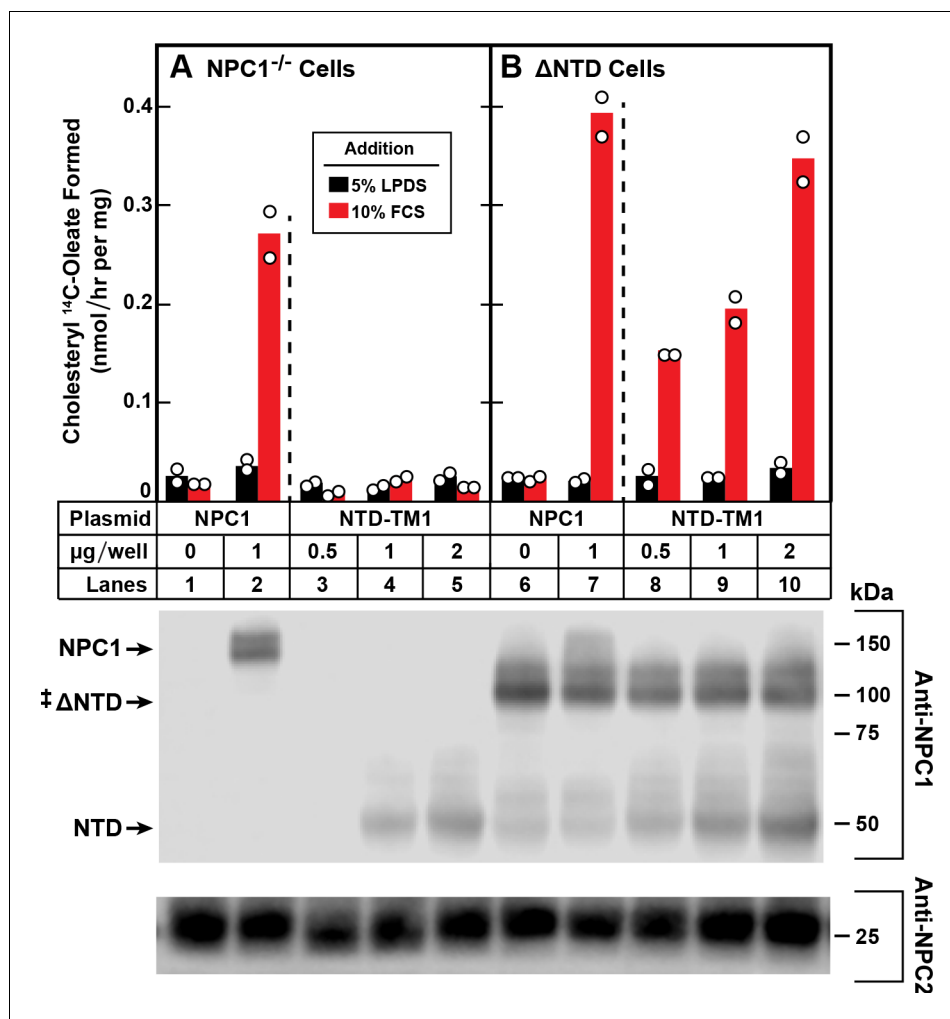 A NPC1-/- Cells
B ΔNTD Cells
Cholesteryl 14C-Oleate Formed
(nmol/hr per mg)
0.4
0.3
0.2
0.1
0
Addition
5% LPDS
10% FCS
Plasmid NPC1 NTD-TM1 NPC1 NTD-TM1
µg/well 0 1 0.5 1 2 0 1 0.5 1 2
Lanes 1 2 3 4 5 6 7 8 9 10
kDa
NPC1
‡ ΔNTD
NTD
150
100
75
50
Anti-NPC1
25
Anti-NPC2